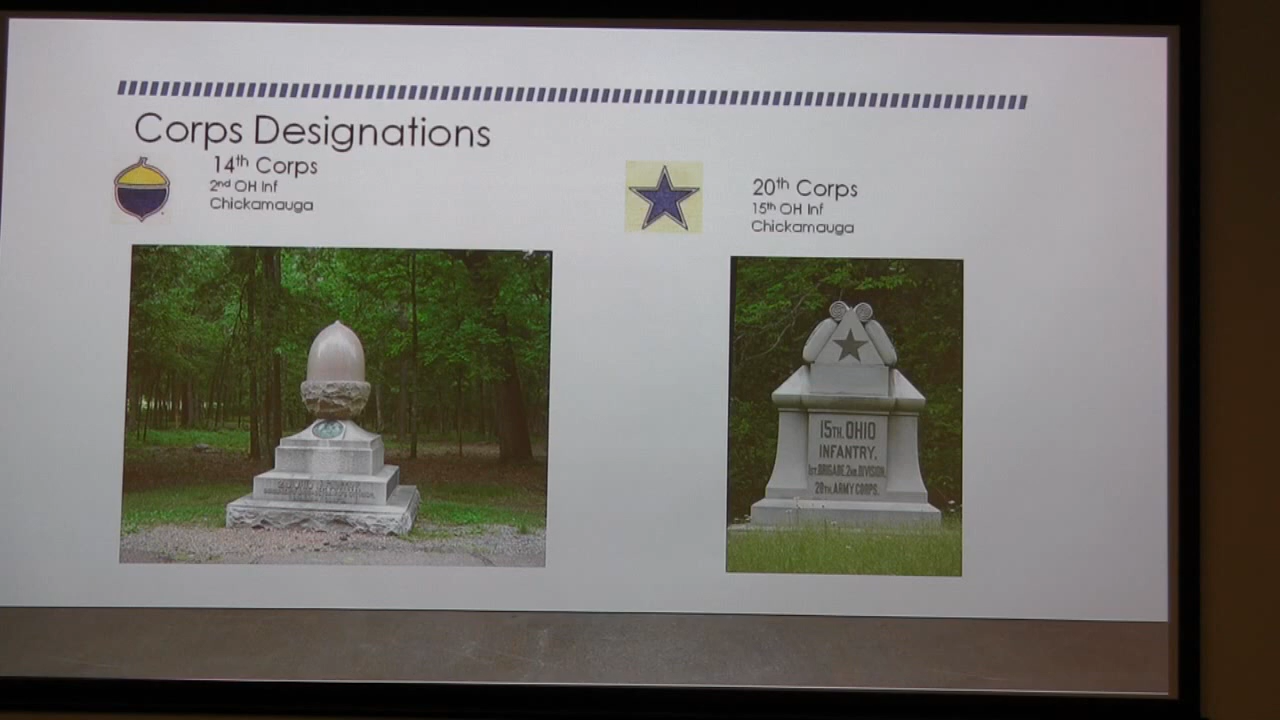 Corps Designations
14th Corps
2nd OH Inf
Chickamauga
20th Corps
15th OH Inf
Chickamauga
15TH. OHIO
INFANTRY.
1ST. BRIGADE 2ND. DIVISION.
20TH. ARMY CORPS.